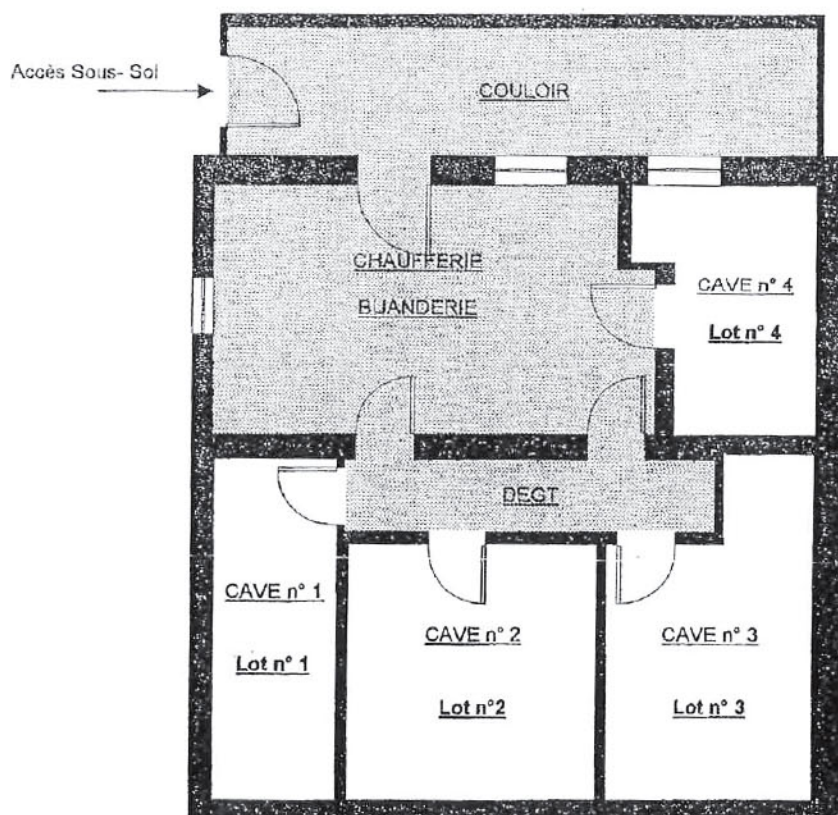 Accès Sous- Sol
COULOIR
CHAUFFERIE
BUANDERIE
CAVE n° 4
Lot n° 4
DEGT
CAVE n° 1
Lot n° 1
CAVE n° 2
Lot n°2
CAVE n° 3
Lot n° 3